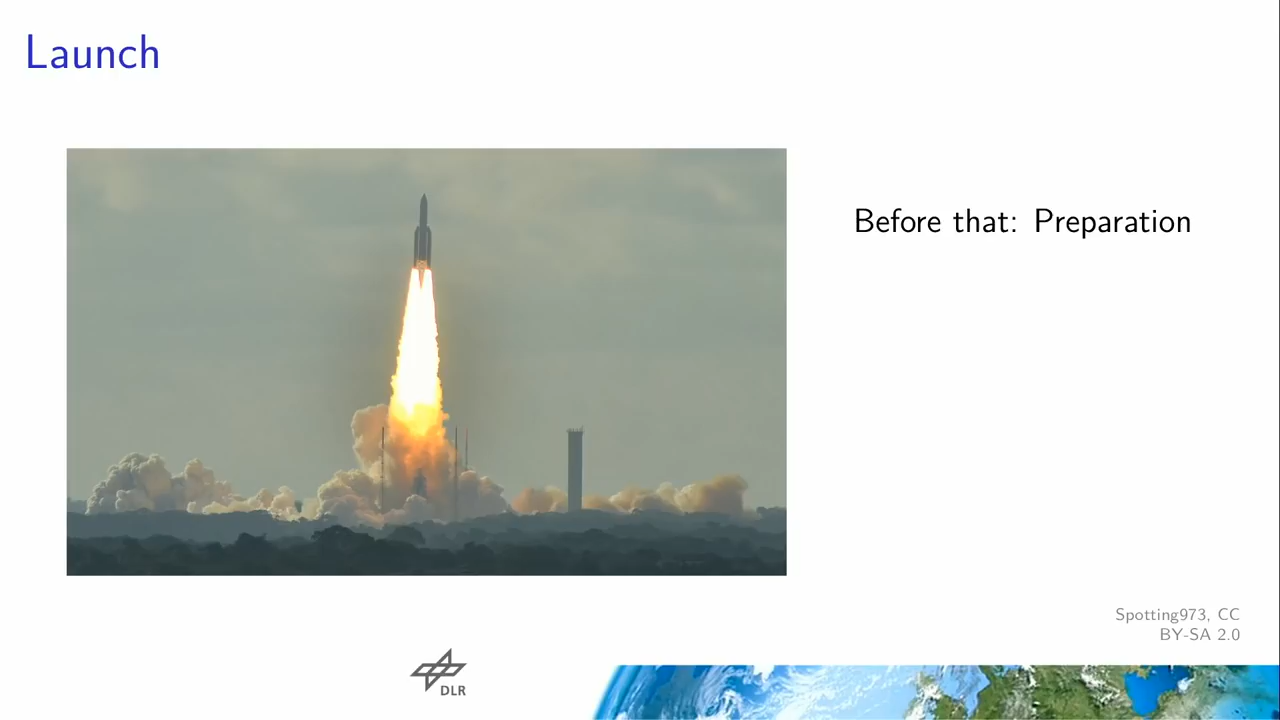 Launch
Before that: Preparation
Spotting973, CC
BY-SA 2.0
DLR